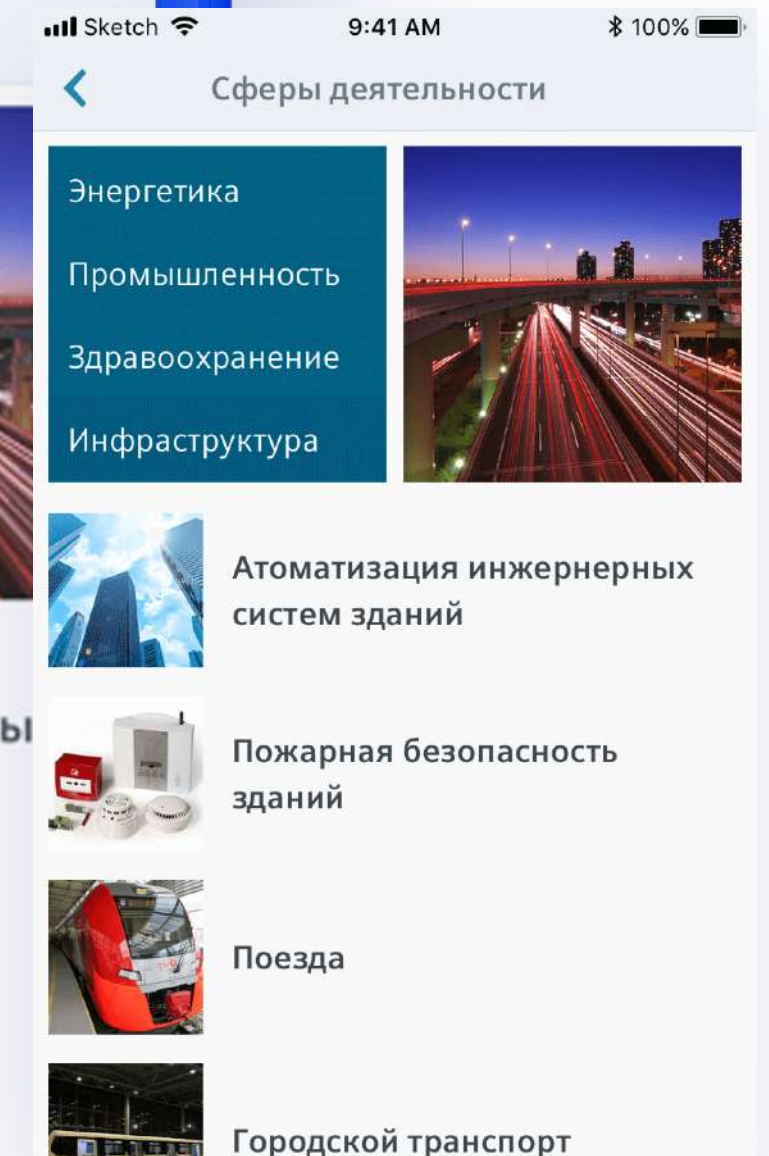 Sketch 9:41 AM 100%
Сферы деятельности
Энергетика
Промышленность
Здравоохранение
Инфраструктура
Атоматизация инжернерных
систем зданий
ы
Пожарная безопасность
зданий
Поезда
Городской транспорт